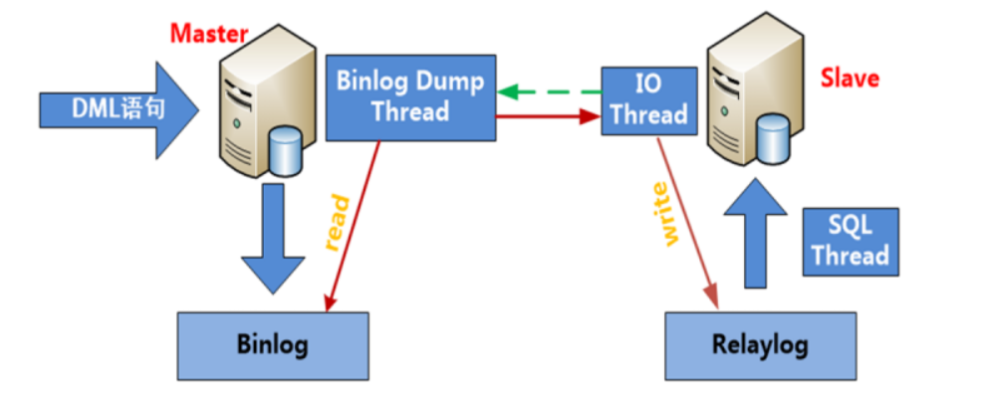 Master
DML语句
Binlog Dump
Thread
IO
Thread
Slave
read
write
SQL
Thread
Binlog
Relaylog